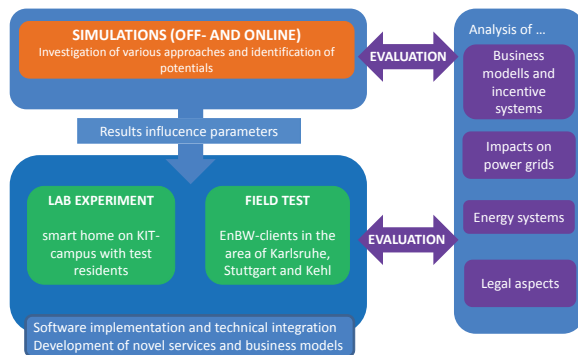 SIMULATIONS (OFF- AND ONLINE)
Investigation of various approaches and identification of
potentials
EVALUATION
Analysis of …
Business
modells and
incentive
systems
Impacts on
power grids
Energy systems
Legal aspects
Results influcence parameters
LAB EXPERIMENT
smart home on KIT-
campus with test
residents
FIELD TEST
EnBW-clients in the
area of Karlsruhe,
Stuttgart and Kehl
EVALUATION
Software implementation and technical integration
Development of novel services and business models